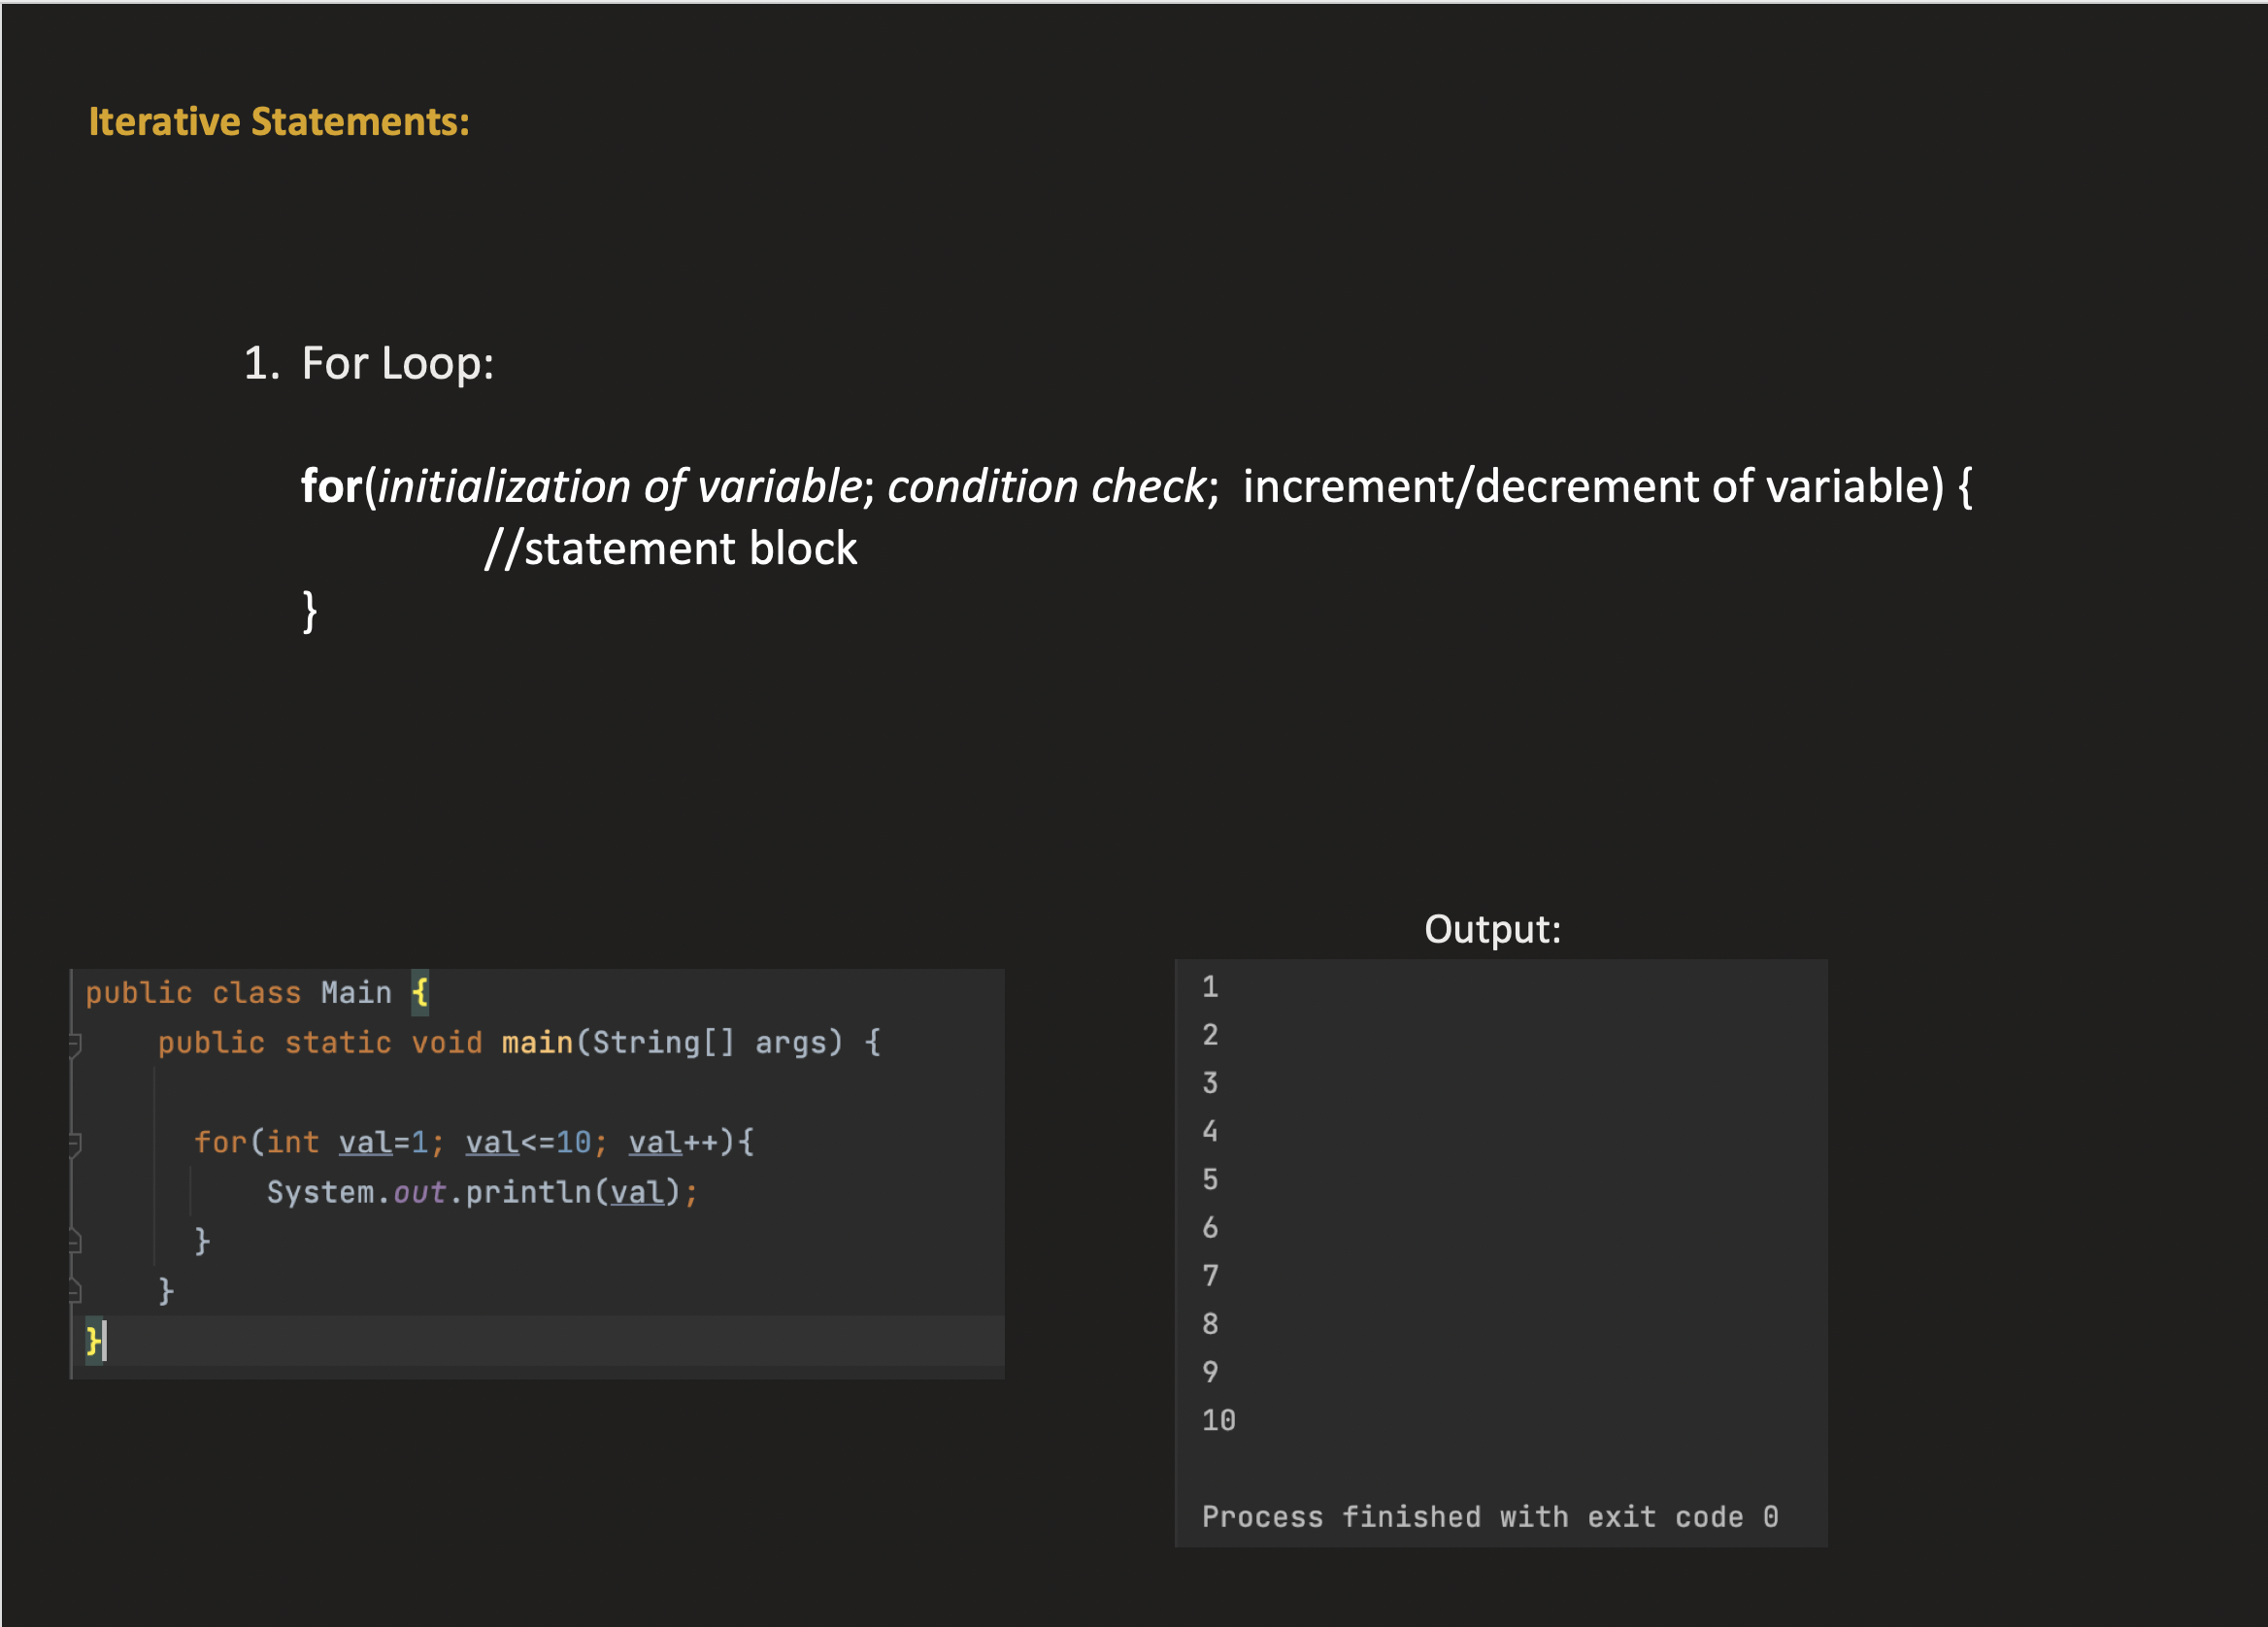 Iterative Statements:
1. For Loop:
for(initialization of variable; condition check;  increment/decrement of variable) {
//statement block
}
public class Main {
public static void main(String[] args) {
for(int val=1; val<=10; val++){
System.out.println(val);
}
}
}
Output:
1
2
3
4
5
6
7
8
9
10
Process finished with exit code 0